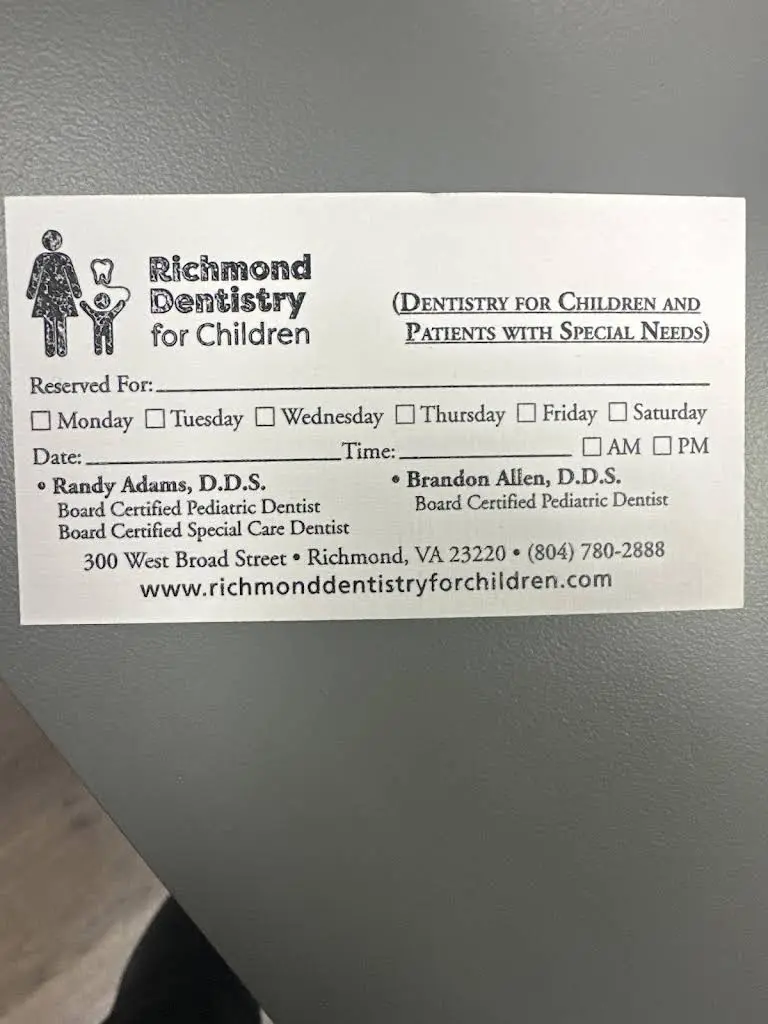 Richmond
Dentistry
for Children
(Dentistry for Children and
Patients with Special Needs)
Reserved For:
Monday Tuesday Wednesday Thursday Friday Saturday
Date: Time: AM PM
• Randy Adams, D.D.S.
Board Certified Pediatric Dentist
Board Certified Special Care Dentist
• Brandon Allen, D.D.S.
Board Certified Pediatric Dentist
300 West Broad Street • Richmond, VA 23220 • (804) 780-2888
www.richmonddentistryforchildren.com